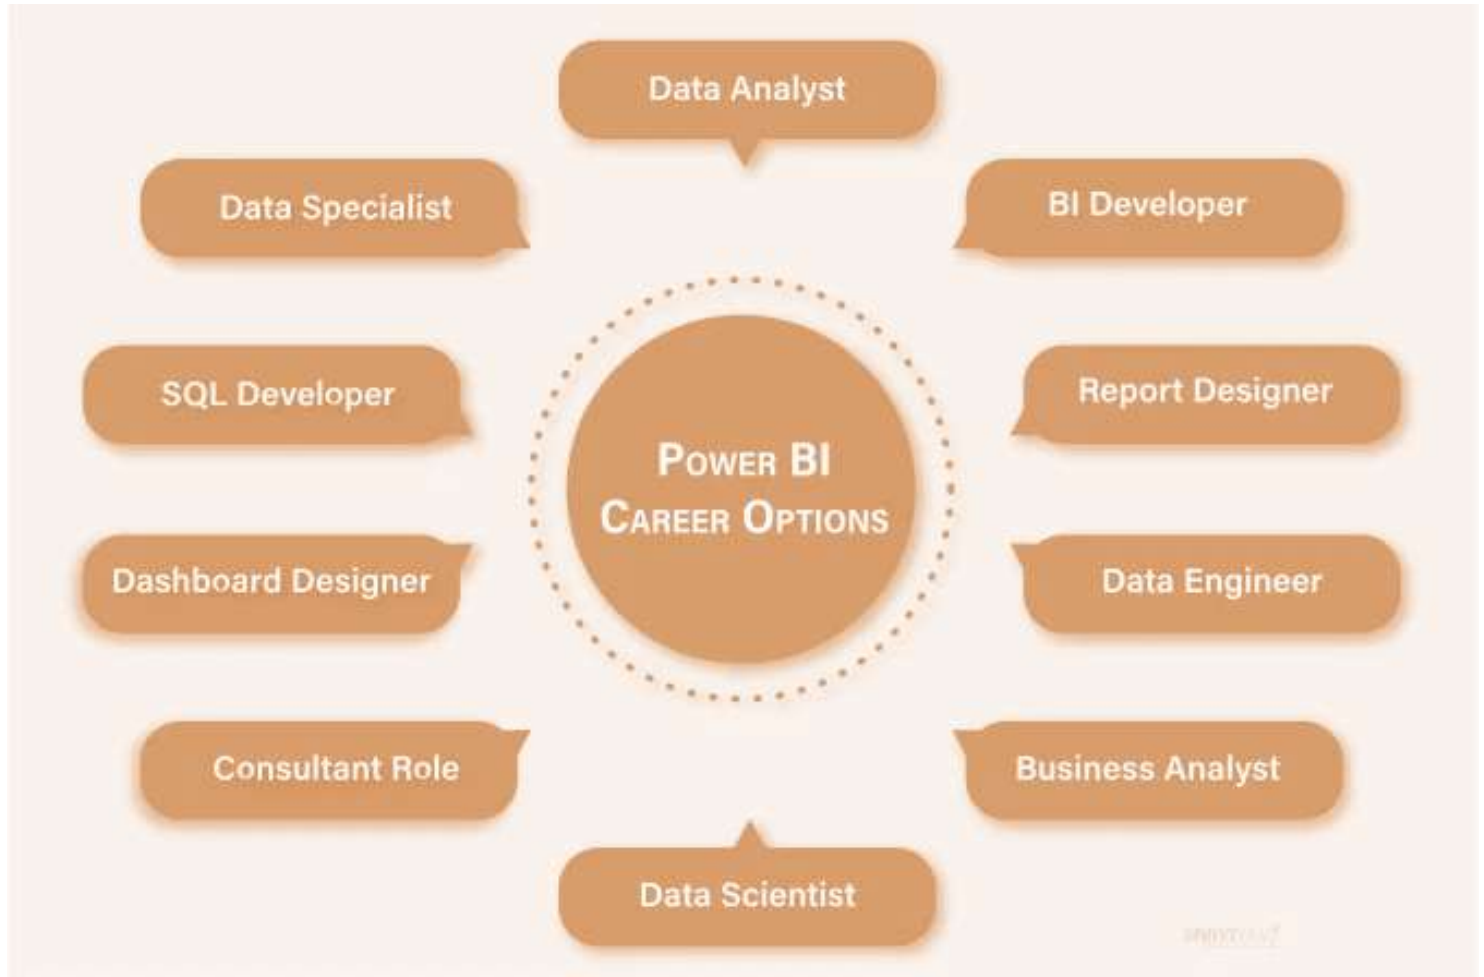 Data Analyst
Data Specialist
BI Developer
SQL Developer
Report Designer
POWER BI
CAREER OPTIONS
Dashboard Designer
Data Engineer
Consultant Role
Business Analyst
Data Scientist